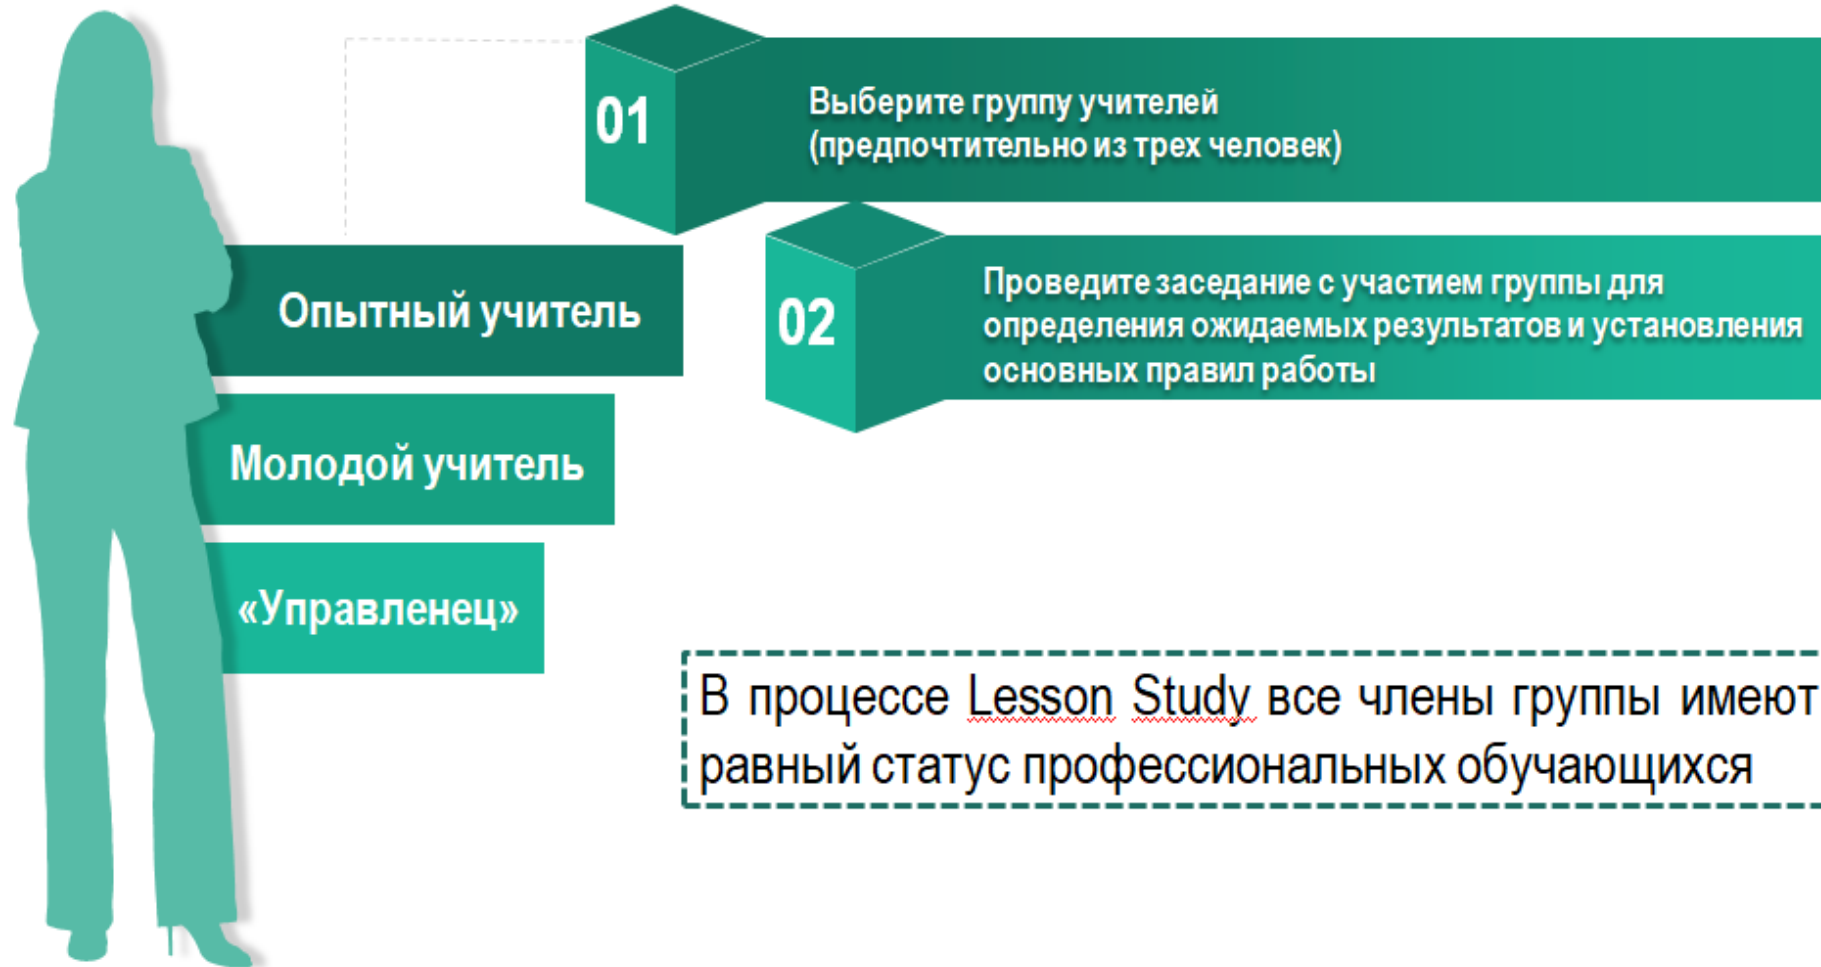 01
Выберите группу учителей
(предпочтительно из трех человек)
02
Проведите заседание с участием группы для
определения ожидаемых результатов и установления
основных правил работы
Опытный учитель
Молодой учитель
«Управленец»
В процессе Lesson Study все члены группы имеют
равный статус профессиональных обучающихся